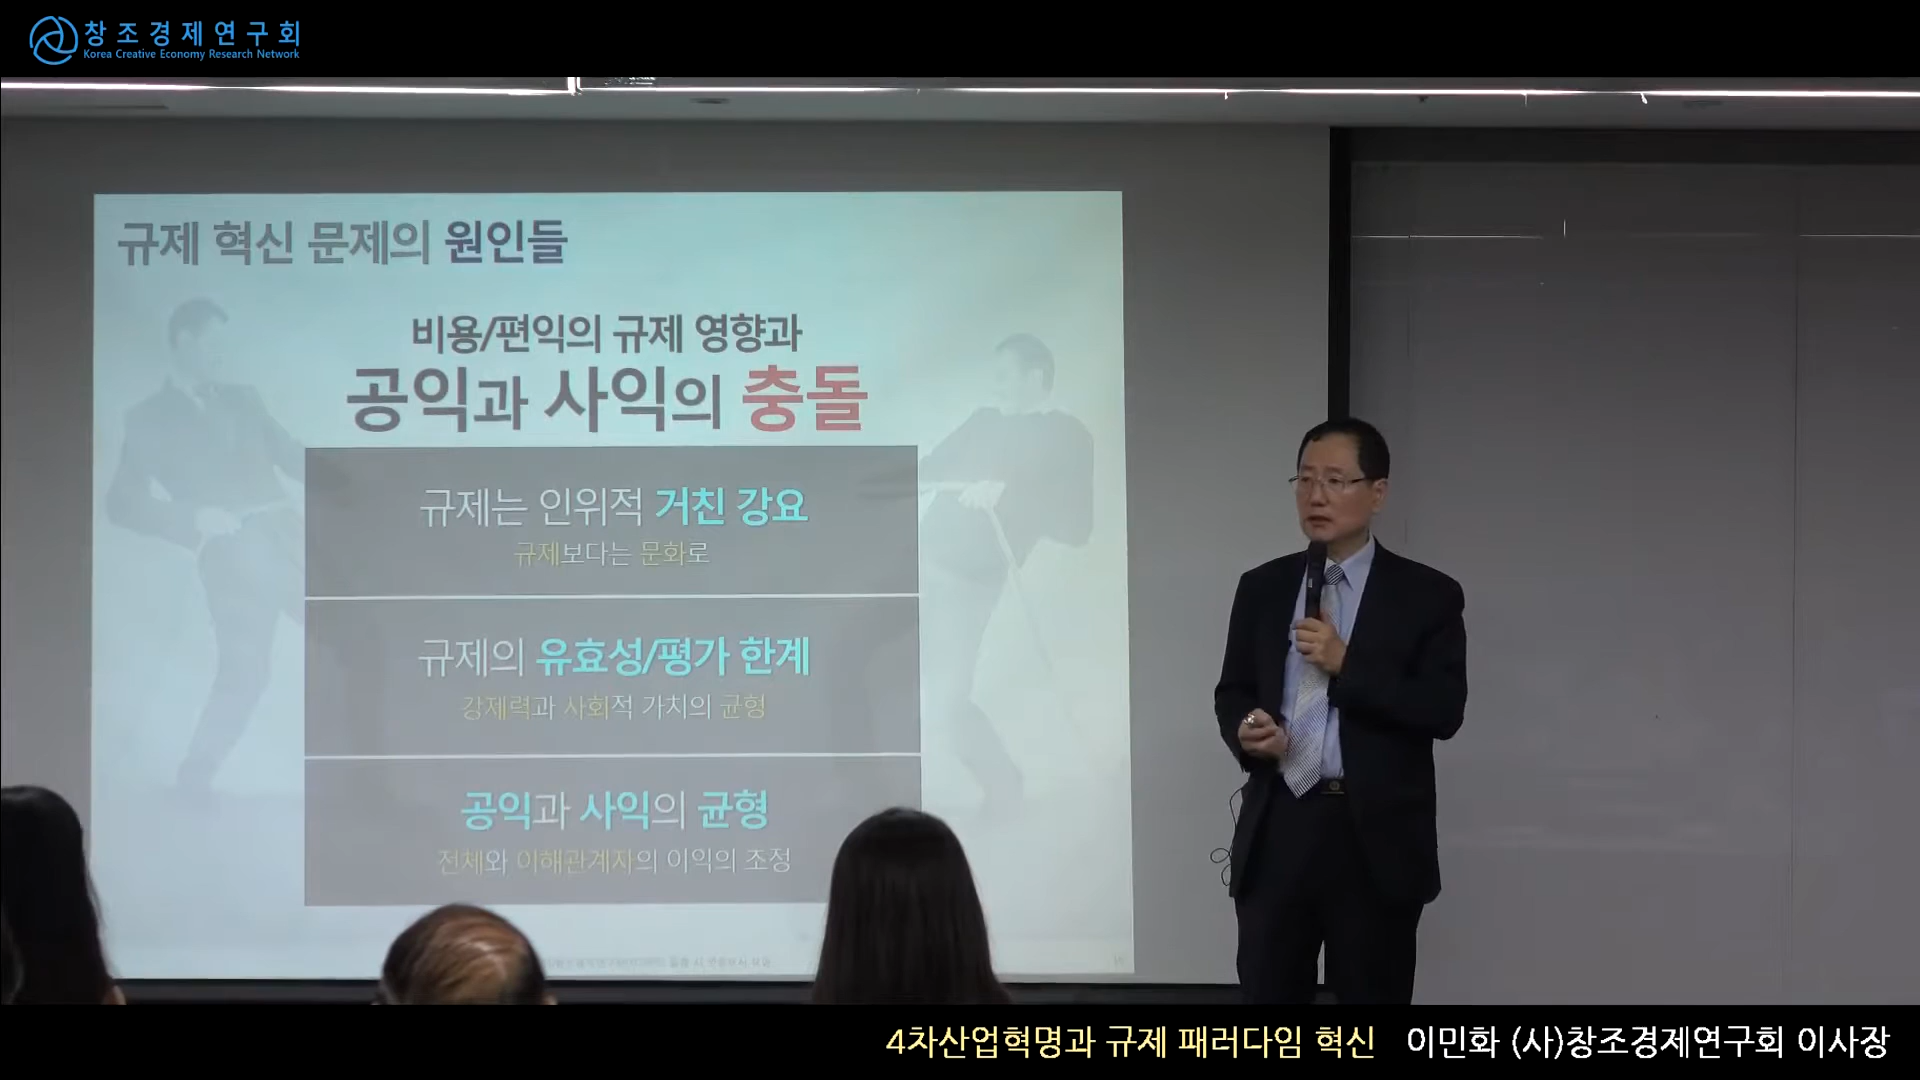 창조경제연구회
Korea Creative Economy Research Network
규제 혁신 문제의 원인들
비용/편익의 규제 영향과
공익과 사익의 충돌
규제는 인위적 거친 강요
규제보다는 문화로
규제의 유효성/평가 한계
강제력과 사회적 가치의 균형
공익과 사익의 균형
전체와 이해관계자의 이익의 조정
4차산업혁명과 규제 패러다임 혁신 이민화 (사)창조경제연구회 이사장